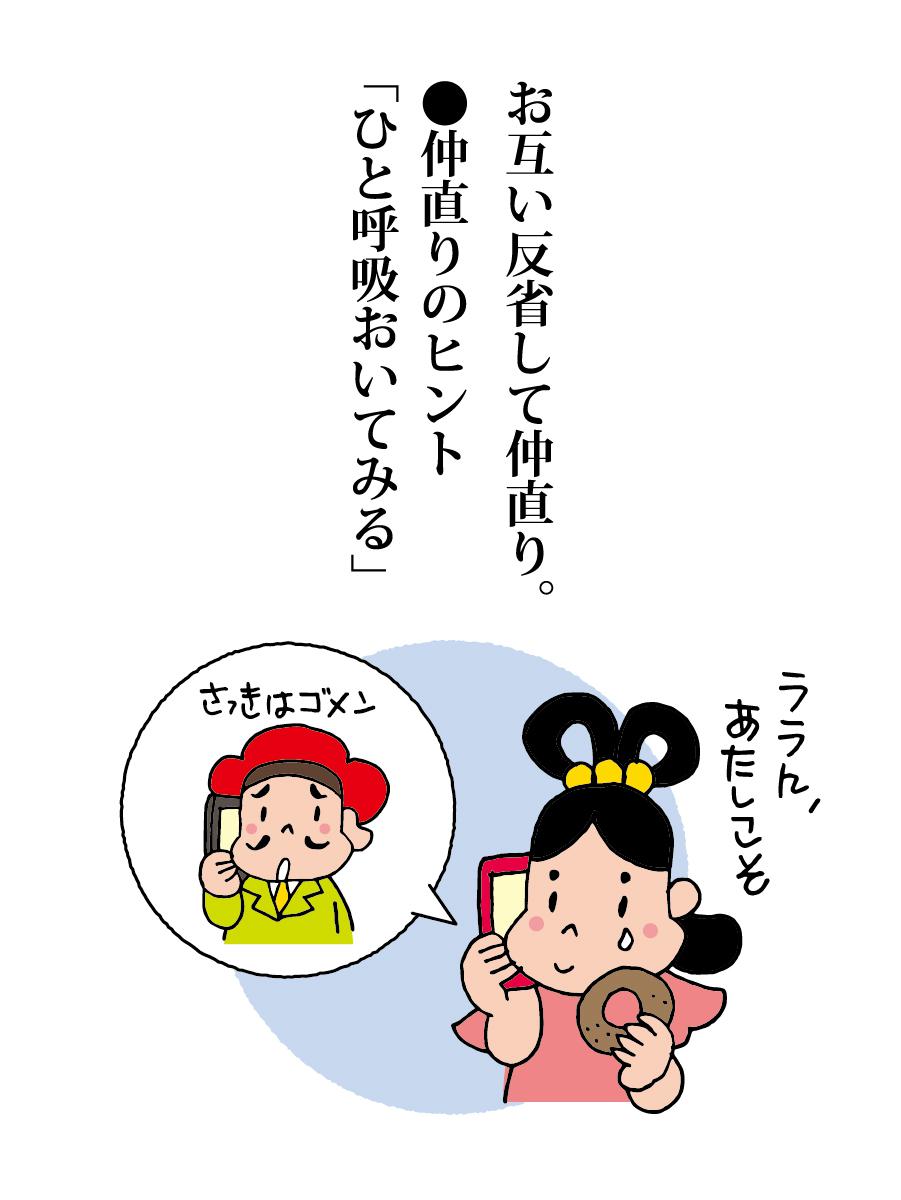 お互い反省して仲直り。
●仲直りのヒント
「ひと呼吸おいてみる」
ララん、
あたしこそ
さっきはゴメン